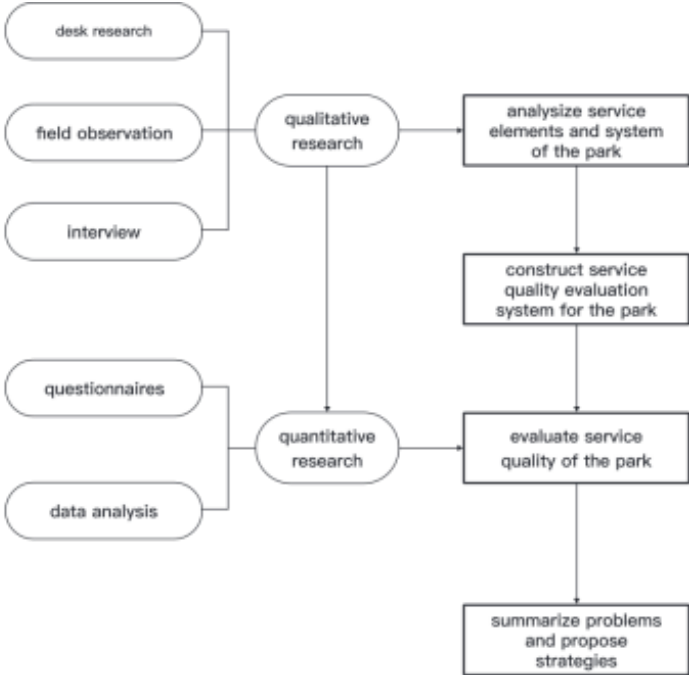 desk research
field observation
interview
qualitative
research
analysize service
elements and system
of the park
construct service
quality evaluation
system for the park
questionnaires
data analysis
quantitative
research
evaluate service
quality of the park
summarize problems
and propose
strategies